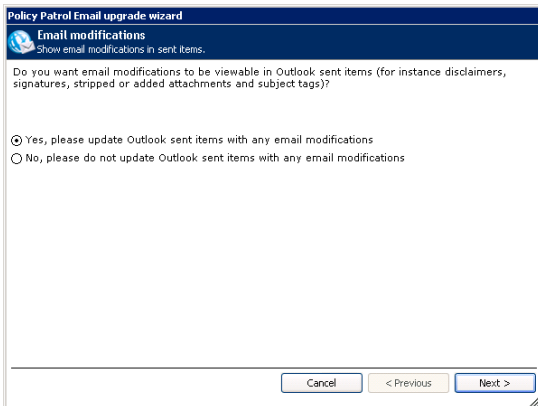 Policy Patrol Email upgrade wizard
Email modifications
Show email modifications in sent items.
Do you want email modifications to be viewable in Outlook sent items (for instance disclaimers,
signatures, stripped or added attachments and subject tags)?
Yes, please update Outlook sent items with any email modifications
No, please do not update Outlook sent items with any email modifications
Cancel
< Previous
Next >